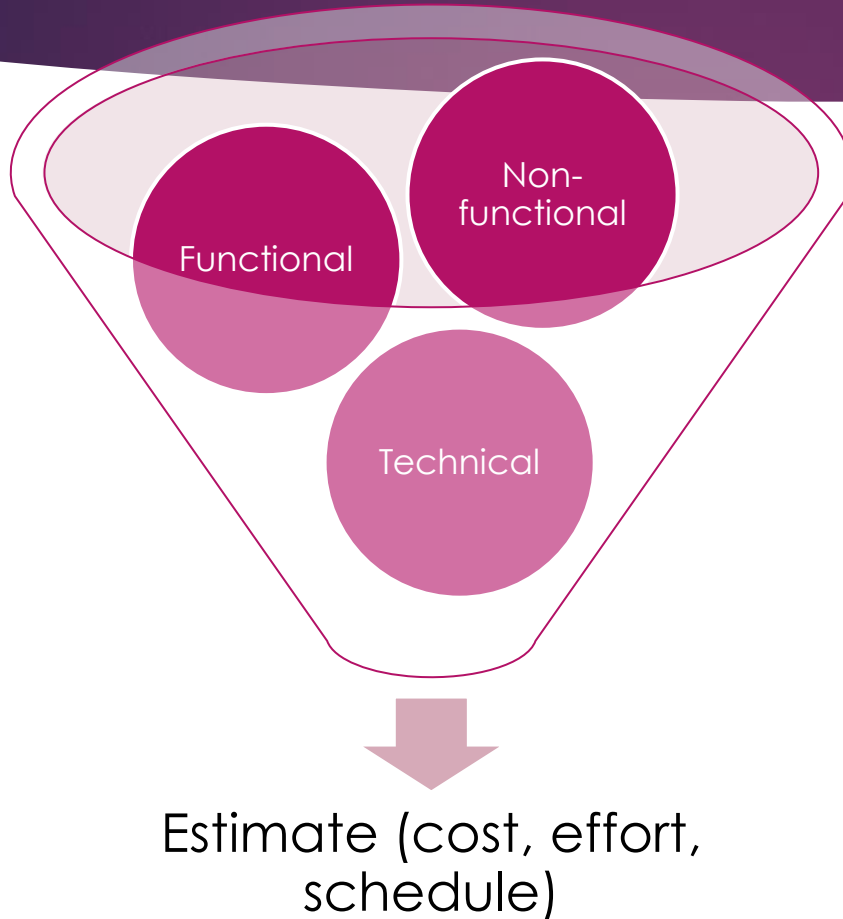 Non-
functional
Functional
Technical
Estimate (cost, effort,
schedule)